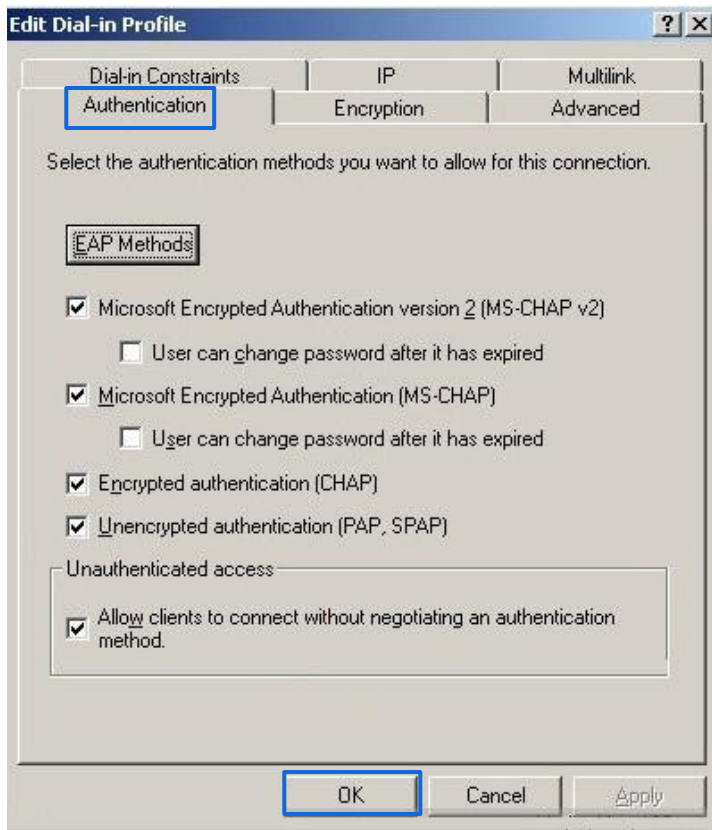 Edit Dial-in Profile
? X
Dial-in Constraints IP Multilink
Authentication Encryption Advanced
Select the authentication methods you want to allow for this connection.
EAP Methods
Microsoft Encrypted Authentication version 2 (MS-CHAP v2)
User can change password after it has expired
Microsoft Encrypted Authentication (MS-CHAP)
User can change password after it has expired
Encrypted authentication (CHAP)
Unencrypted authentication (PAP, SPAP)
Unauthenticated access
Allow clients to connect without negotiating an authentication
method.
OK Cancel Apply